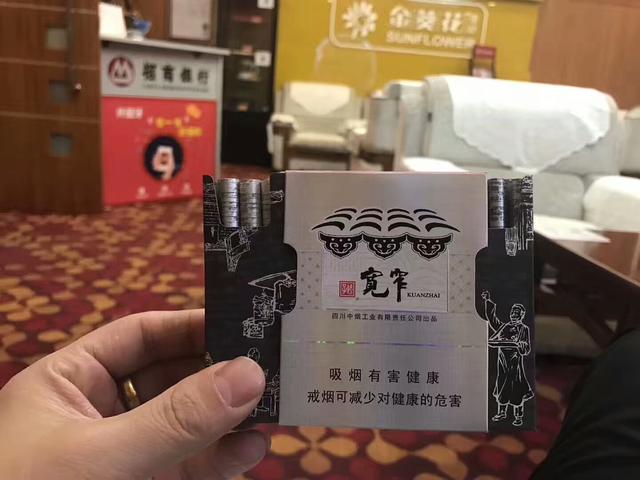 金葵花
SUNFLOWER
招商银行
宽窄
KUANZHAI
四川中烟工业有限责任公司出品
吸烟有害健康
戒烟可减少对健康的危害